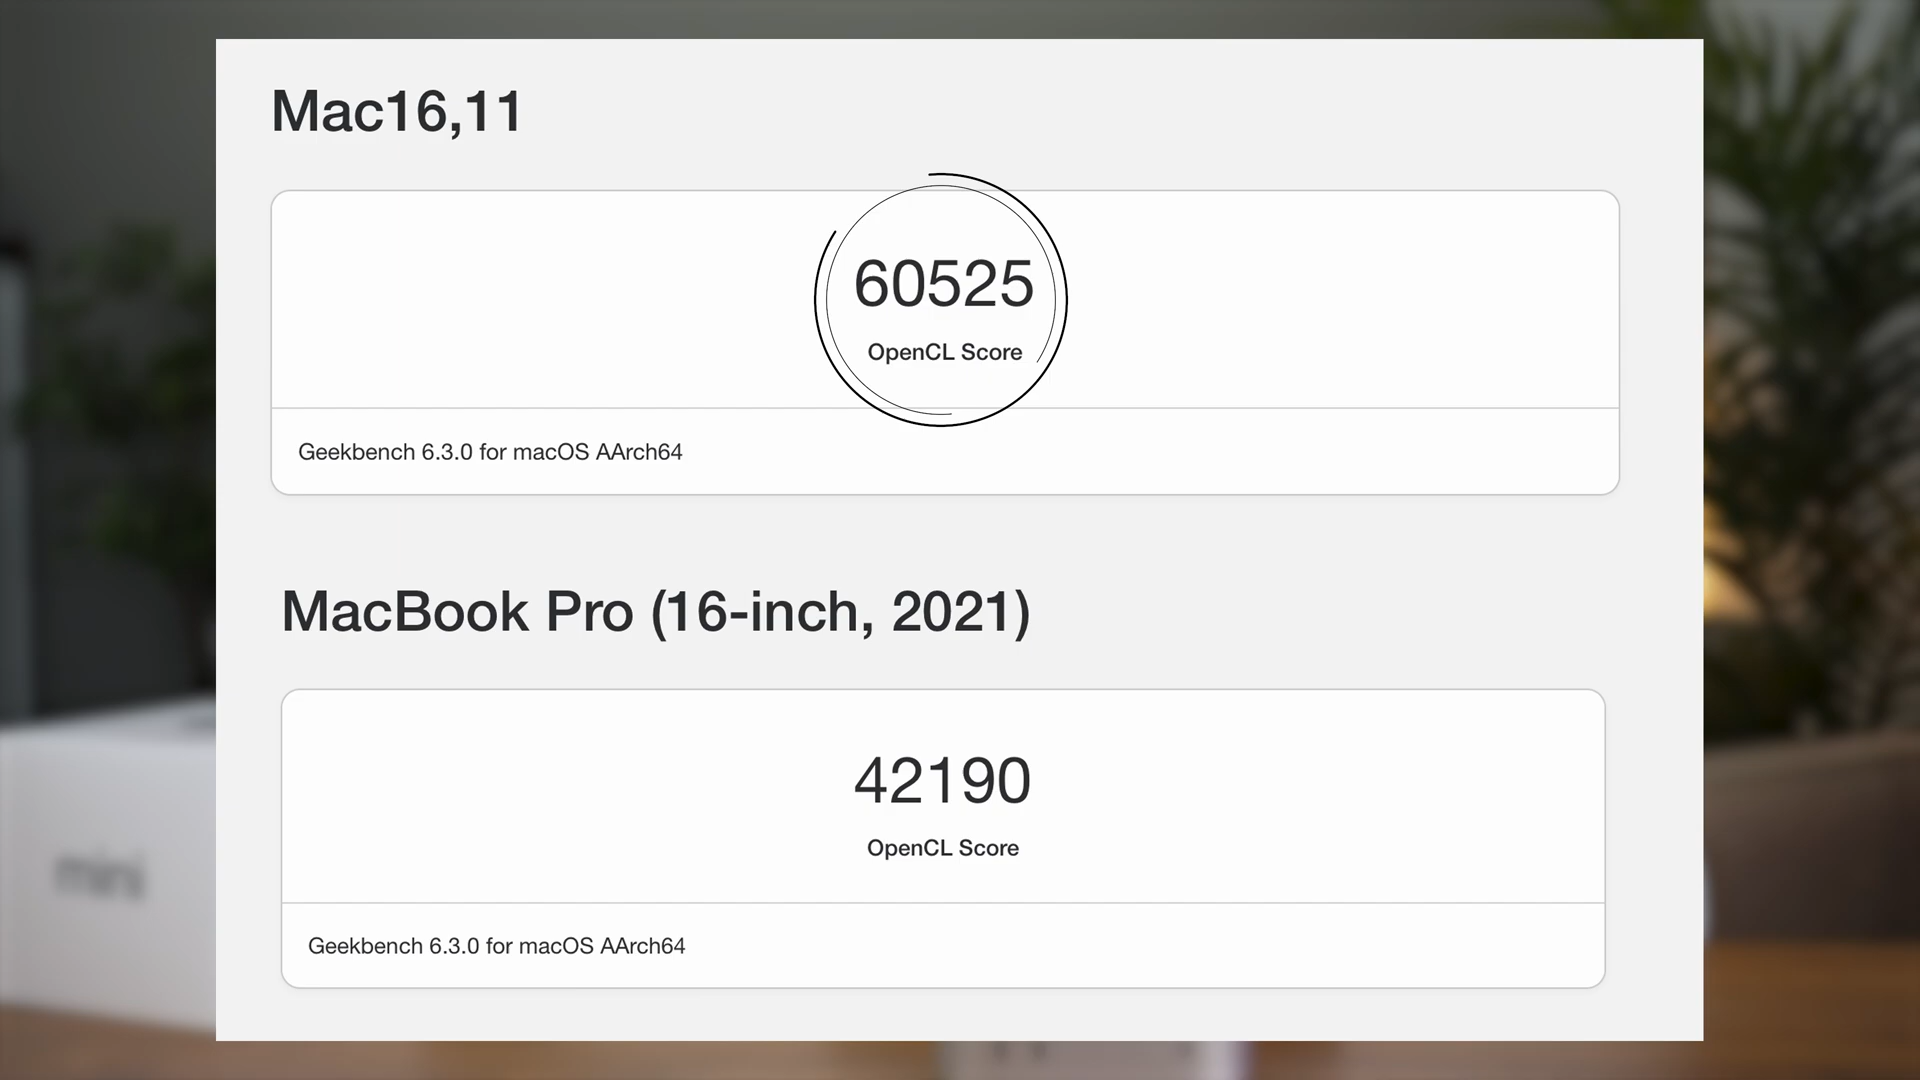 Mac16,11
60525
OpenCL Score
Geekbench 6.3.0 for macOS AArch64
MacBook Pro (16-inch, 2021)
42190
OpenCL Score
Geekbench 6.3.0 for macOS AArch64
mini